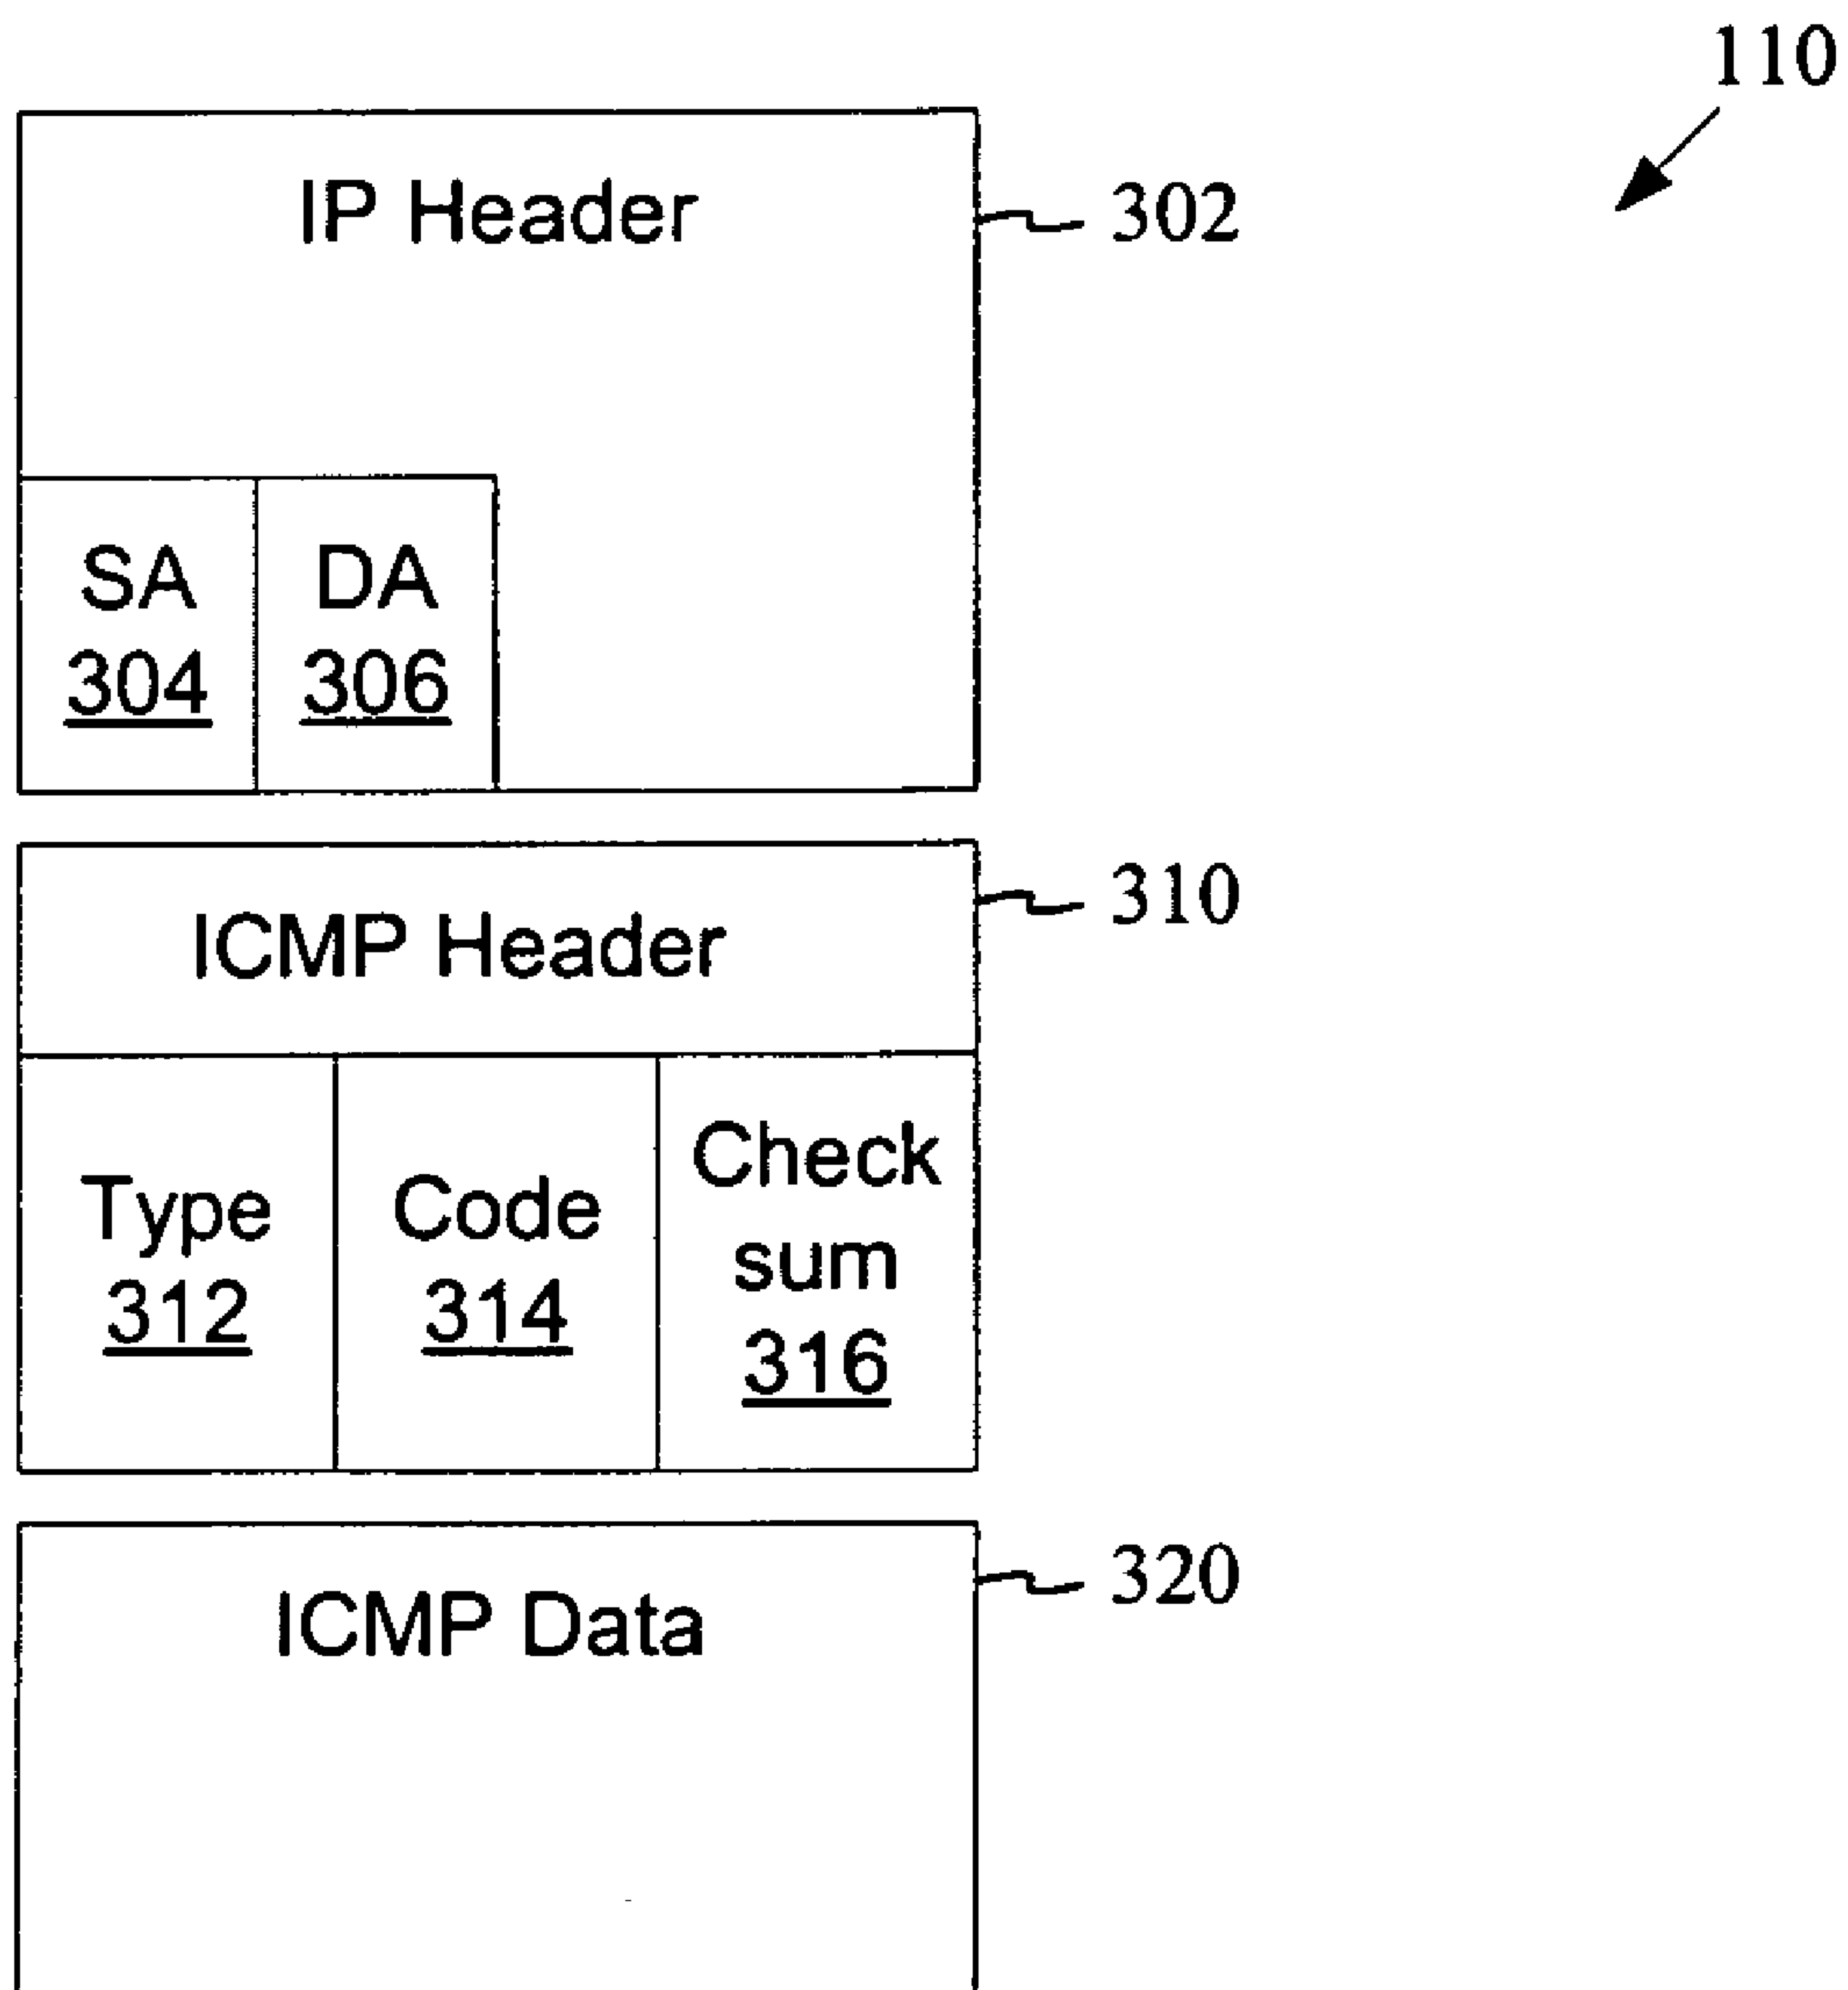 110
IP Header
302
SA
304
DA
306
ICMP Header
310
Type
312
Code
314
Check
sum
316
ICMP Data
320